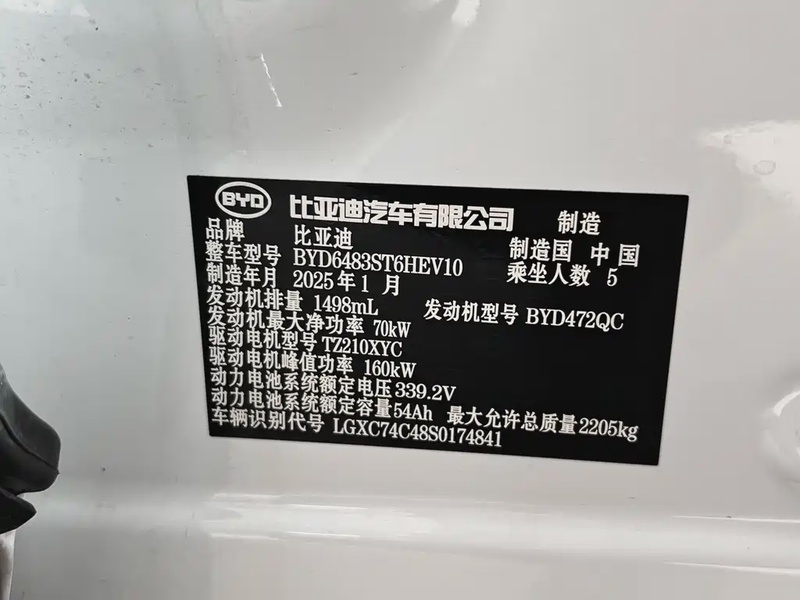 BYD 比亚迪汽车有限公司 制造
品牌 比亚迪 制造国 中国
整车型号 BYD6483ST6HEV10 乘坐人数 5
制造年月 2025年1月
发动机排量 1498mL 发动机型号 BYD472QC
发动机最大净功率 70kW
驱动电机型号 TZ210XYC
驱动电机峰值功率 160kW
动力电池系统额定电压 339.2V
动力电池系统额定容量 54Ah 最大允许总质量 2205kg
车辆识别代号 LGXC74C48S0174841